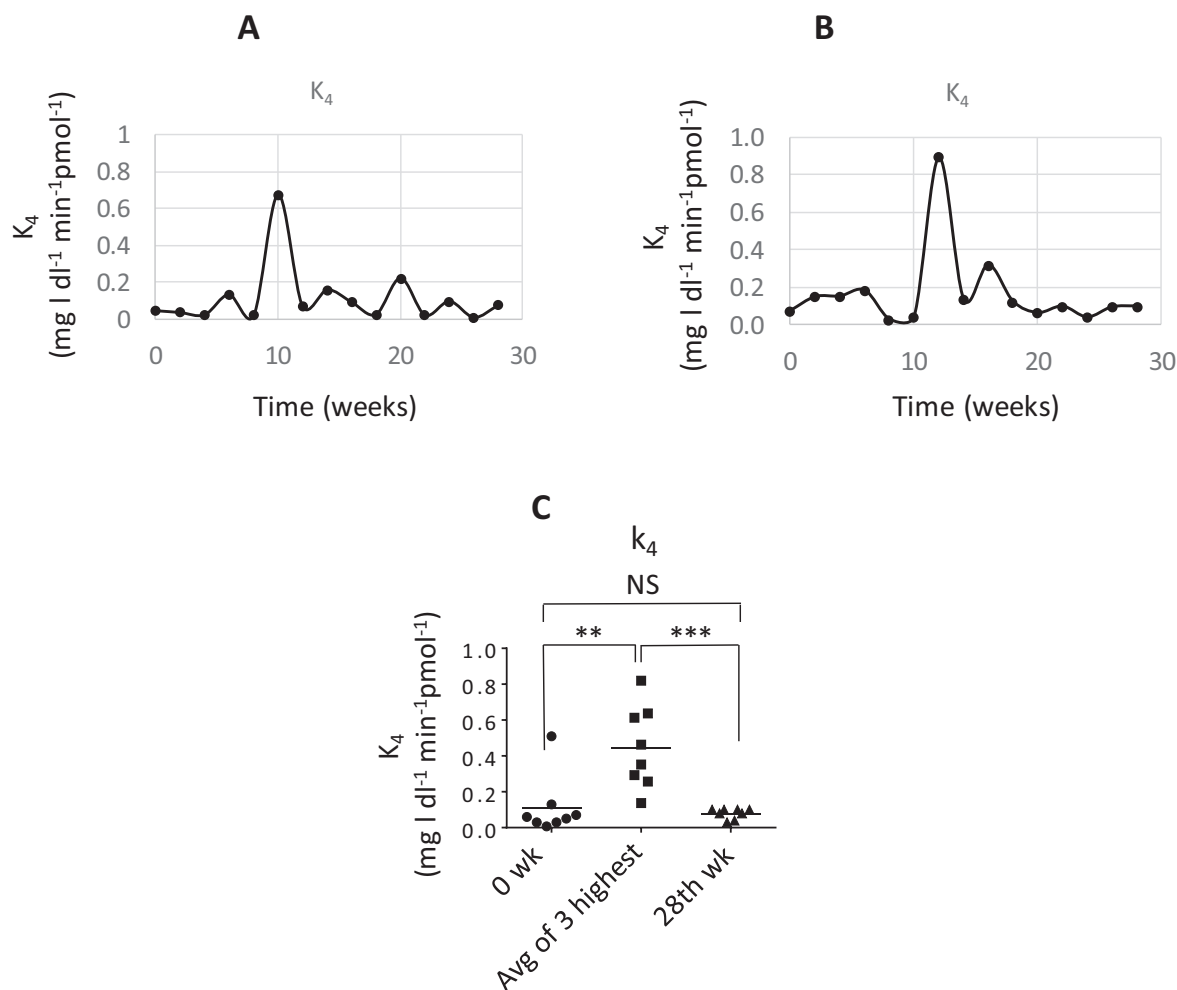 A
K₄
K₄
(mg l dl⁻¹ min⁻¹pmol⁻¹)
1
0.8
0.6
0.4
0.2
0
0
10
20
30
Time (weeks)
B
K₄
K₄
(mg l dl⁻¹ min⁻¹pmol⁻¹)
1.0
0.8
0.6
0.4
0.2
0.0
0
10
20
30
Time (weeks)
C
k₄
NS
**
***
K₄
(mg l dl⁻¹ min⁻¹pmol⁻¹)
1.0
0.8
0.6
0.4
0.2
0.0
0 wk
Avg of 3 highest
28th wk